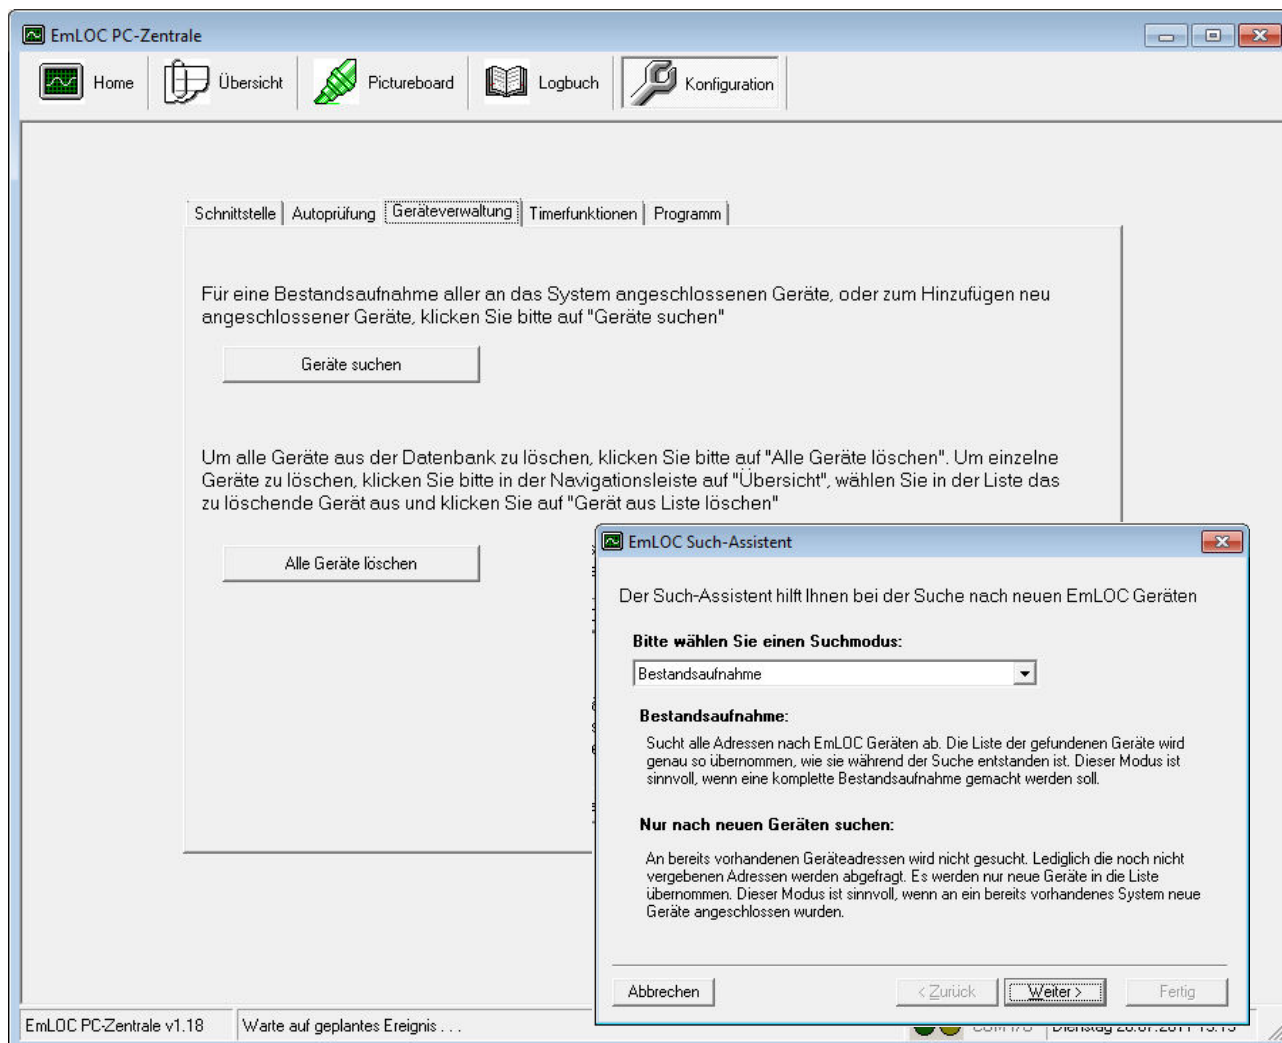 EmLOC PC-Zentrale
Home Übersicht Pictureboard Logbuch Konfiguration
Schnittstelle Autoprüfung Geräteverwaltung Timerfunktionen Programm
Für eine Bestandsaufnahme aller an das System angeschlossenen Geräte, oder zum Hinzufügen neu
angeschlossener Geräte, klicken Sie bitte auf "Geräte suchen"
Geräte suchen
Um alle Geräte aus der Datenbank zu löschen, klicken Sie bitte auf "Alle Geräte löschen". Um einzelne
Geräte zu löschen, klicken Sie bitte in der Navigationsleiste auf "Übersicht", wählen Sie in der Liste das
zu löschende Gerät aus und klicken Sie auf "Gerät aus Liste löschen"
Alle Geräte löschen
EmLOC Such-Assistent
Der Such-Assistent hilft Ihnen bei der Suche nach neuen EmLOC Geräten
Bitte wählen Sie einen Suchmodus:
Bestandsaufnahme
Bestandsaufnahme:
Sucht alle Adressen nach EmLOC Geräten ab. Die Liste der gefundenen Geräte wird
genau so übernommen, wie sie während der Suche entstanden ist. Dieser Modus ist
sinnvoll, wenn eine komplette Bestandsaufnahme gemacht werden soll.
Nur nach neuen Geräten suchen:
An bereits vorhandenen Geräteadressen wird nicht gesucht. Lediglich die noch nicht
vergebenen Adressen werden abgefragt. Es werden nur neue Geräte in die Liste
übernommen. Dieser Modus ist sinnvoll, wenn an ein bereits vorhandenes System neue
Geräte angeschlossen wurden.
Abbrechen < Zurück Weiter > Fertig
EmLOC PC-Zentrale v1.18 Warte auf geplantes Ereignis . . . Dienstag